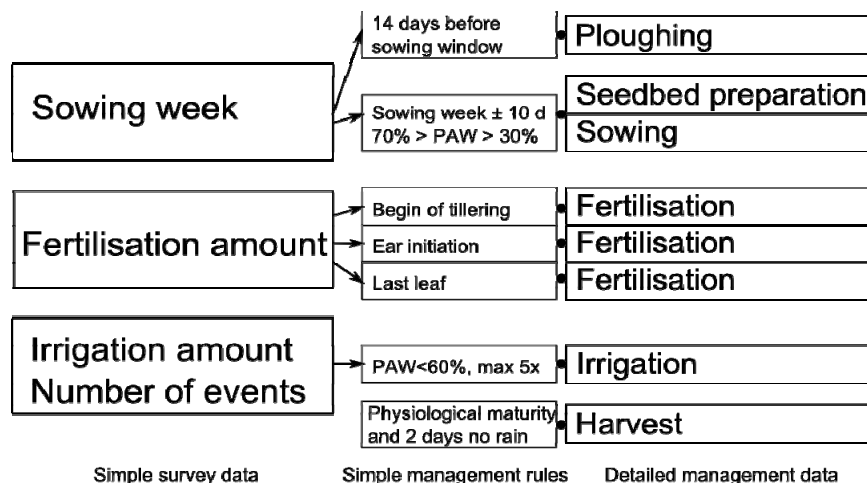 Sowing week
14 days before
sowing window
Ploughing
Sowing week ± 10 d
70% > PAW > 30%
Seedbed preparation
Sowing
Fertilisation amount
Begin of tillering
Fertilisation
Ear initiation
Fertilisation
Last leaf
Fertilisation
Irrigation amount
Number of events
PAW<60%, max 5x
Irrigation
Physiological maturity
and 2 days no rain
Harvest
Simple survey data
Simple management rules
Detailed management data